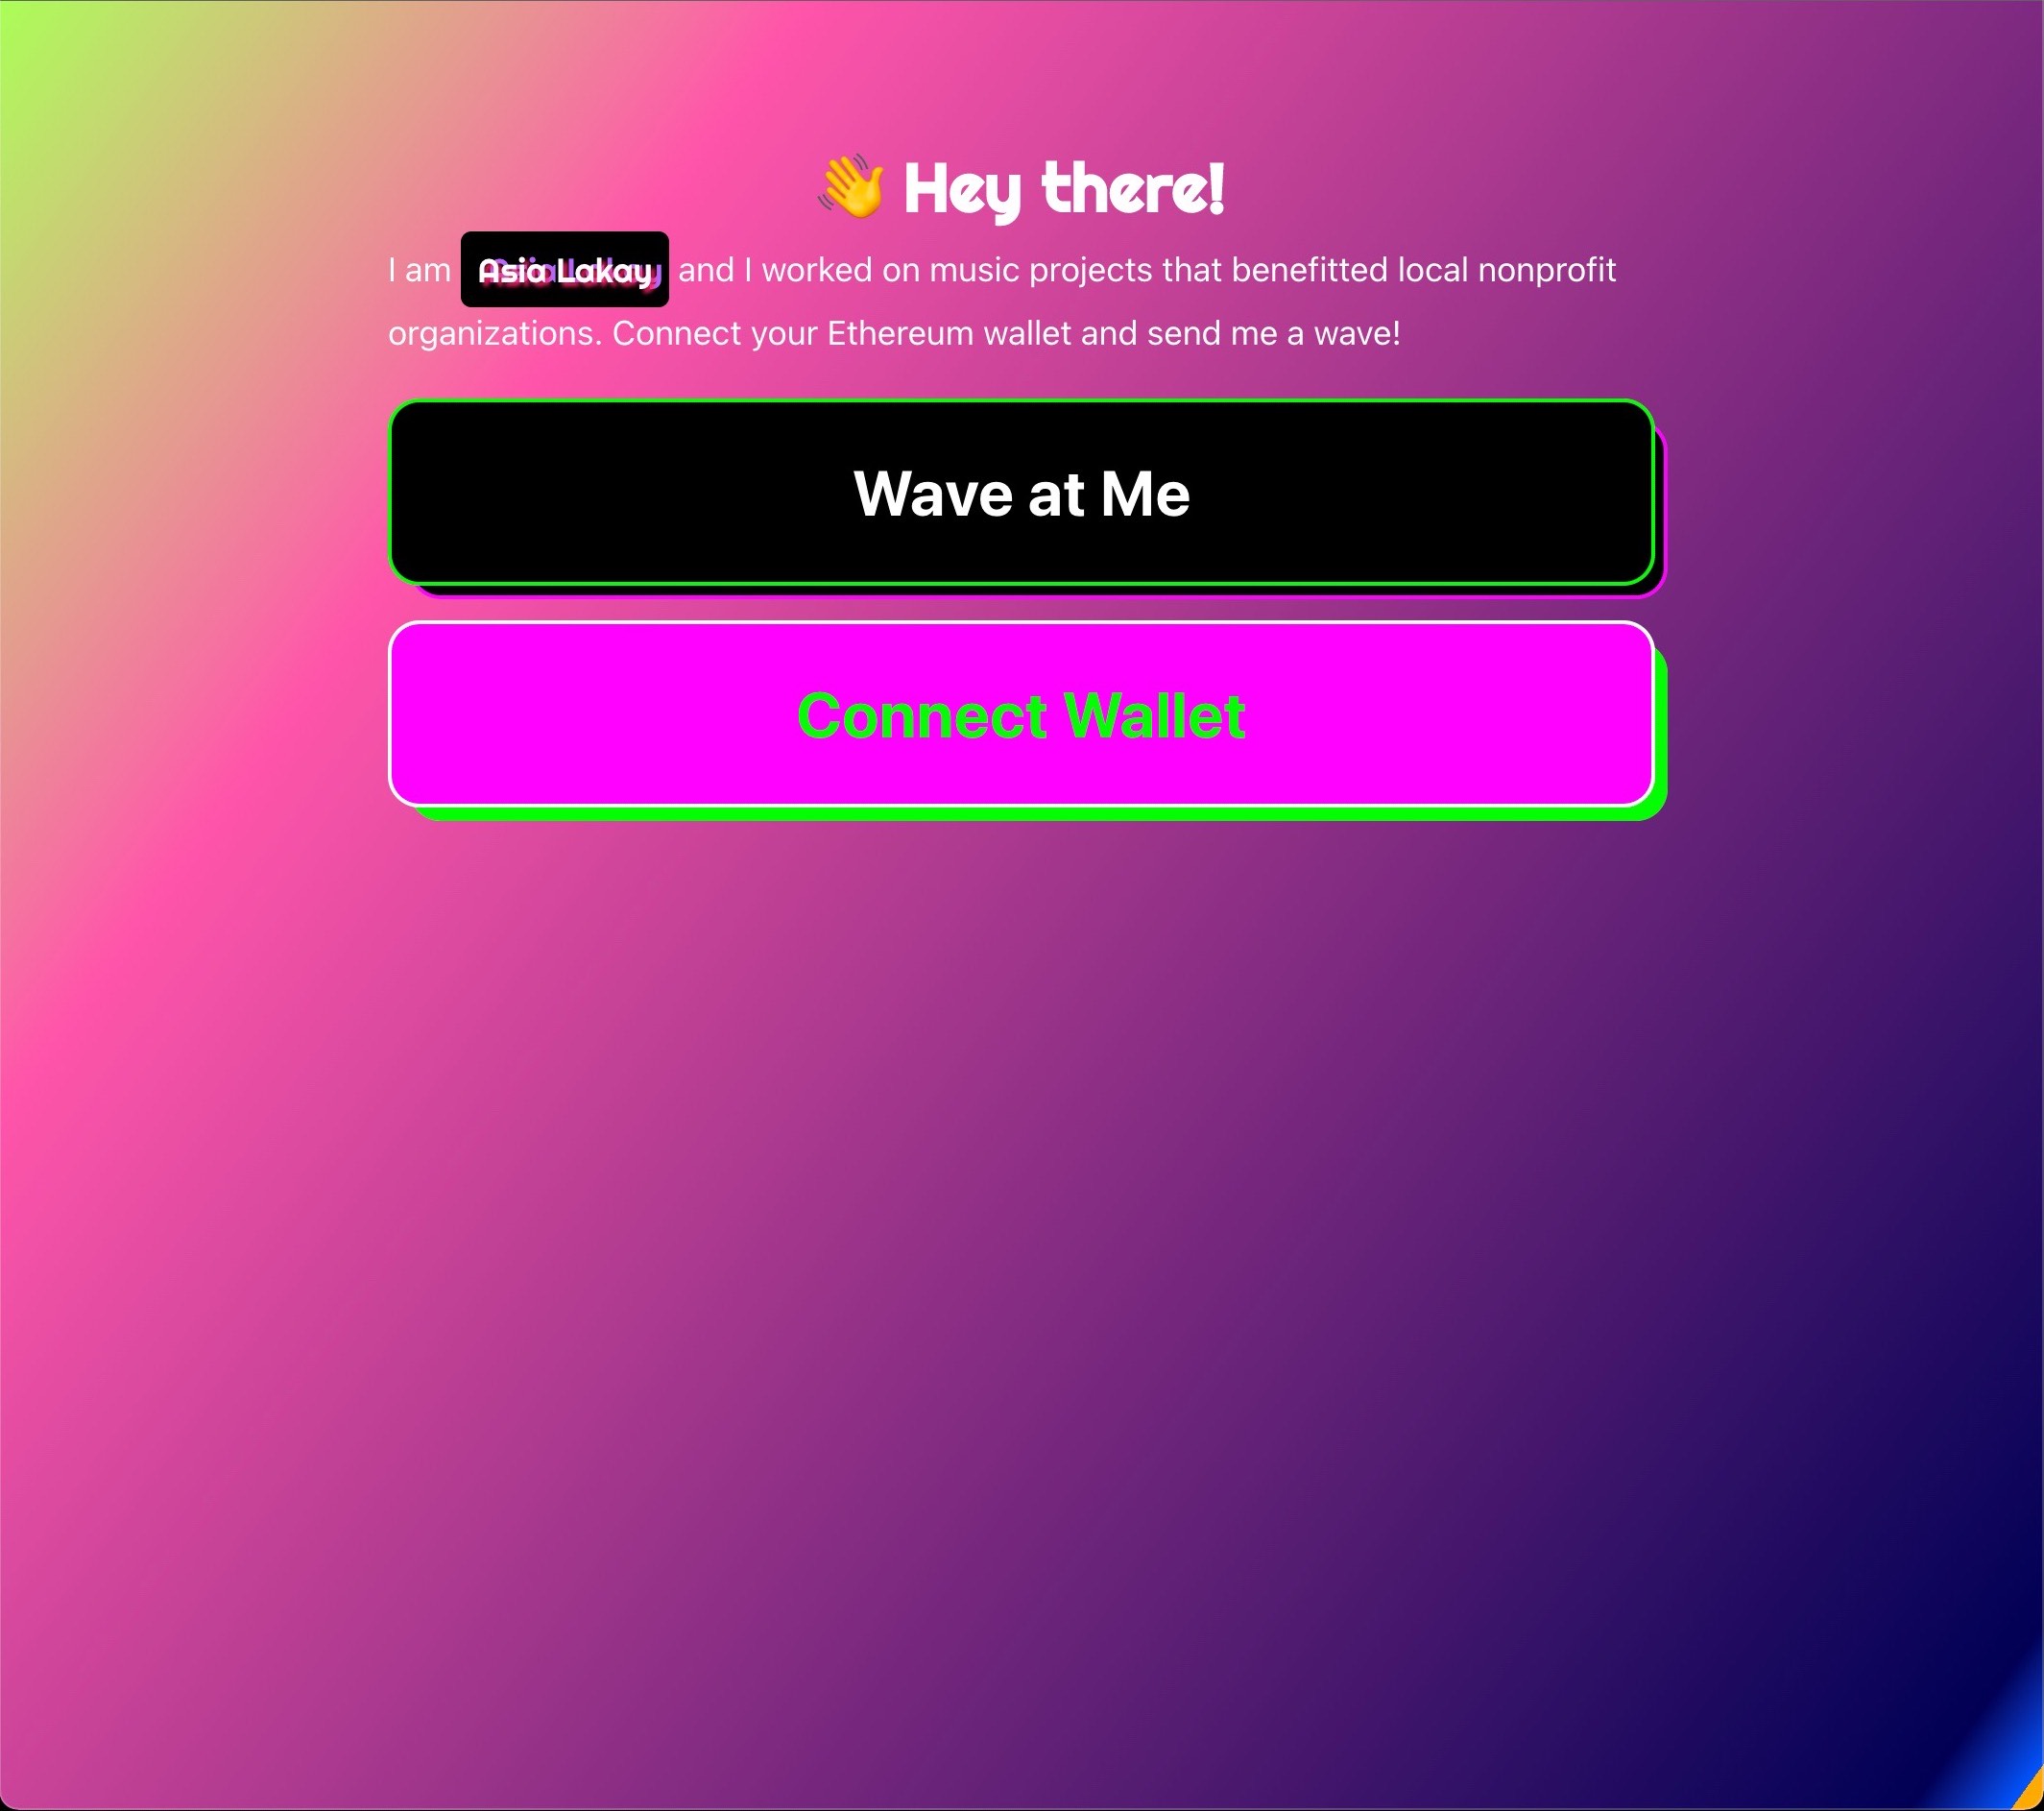 👋 Hey there!
I am Asia Lakay and I worked on music projects that benefitted local nonprofit
organizations. Connect your Ethereum wallet and send me a wave!
Wave at Me
Connect Wallet